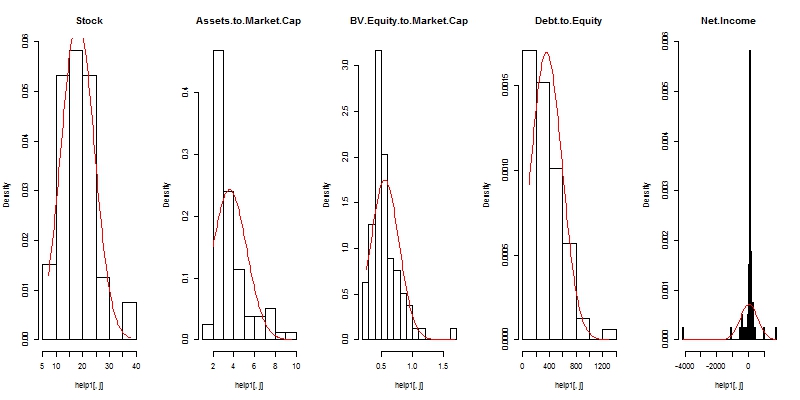 Stock
Density
0.00 0.01 0.02 0.03 0.04 0.05 0.06
5 10 20 30 40
help1[, j]
Assets.to.Market.Cap
Density
0.0 0.1 0.2 0.3 0.4
2 4 6 8 10
help1[, j]
BV.Equity.to.Market.Cap
Density
0.0 0.5 1.0 1.5 2.0 2.5 3.0
0.5 1.0 1.5
help1[, j]
Debt.to.Equity
Density
0.0000 0.0005 0.0010 0.0015
0 400 800 1200
help1[, j]
Net.Income
Density
0.000 0.001 0.002 0.003 0.004 0.005 0.006
-4000 -2000 0
help1[, j]